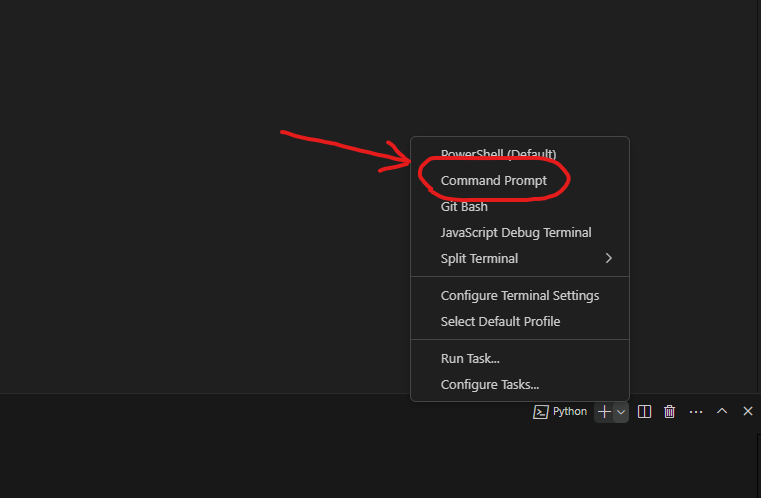 PowerShell (Default)
Command Prompt
Git Bash
JavaScript Debug Terminal
Split Terminal
Configure Terminal Settings
Select Default Profile
Run Task...
Configure Tasks...
Python